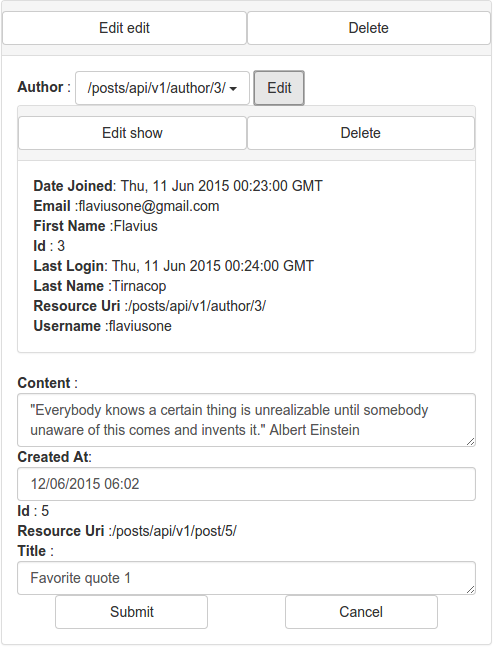 Edit edit Delete
Author : /posts/api/v1/author/3/ Edit
Edit show Delete
Date Joined: Thu, 11 Jun 2015 00:23:00 GMT
Email :flaviusone@gmail.com
First Name :Flavius
Id : 3
Last Login: Thu, 11 Jun 2015 00:24:00 GMT
Last Name :Tirnacop
Resource Uri :/posts/api/v1/author/3/
Username :flaviusone
Content :
"Everybody knows a certain thing is unrealizable until somebody
unaware of this comes and invents it." Albert Einstein
Created At:
12/06/2015 06:02
Id : 5
Resource Uri :/posts/api/v1/post/5/
Title :
Favorite quote 1
Submit Cancel